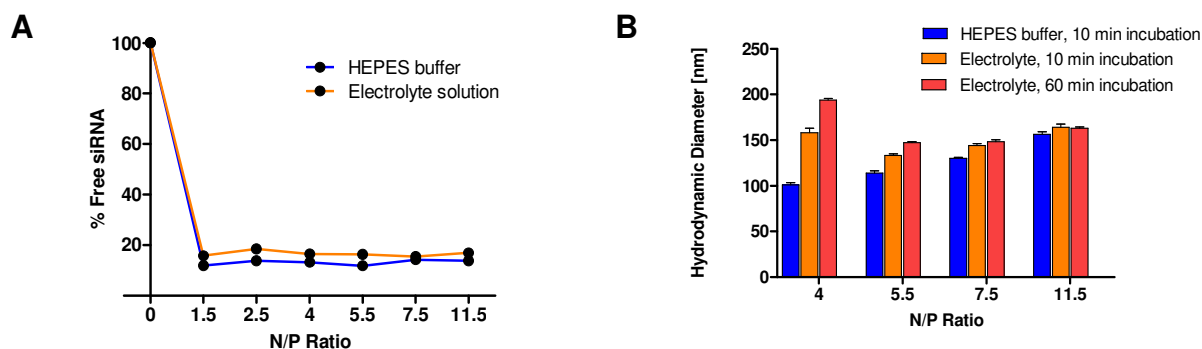 A
100
80
60
40
20
% Free siRNA
HEPES buffer
Electrolyte solution
0 1.5 2.5 4 5.5 7.5 11.5
N/P Ratio
B
HEPES buffer, 10 min incubation
Electrolyte, 10 min incubation
Electrolyte, 60 min incubation
Hydrodynamic Diameter [nm]
250
200
150
100
50
0
4 5.5 7.5 11.5
N/P Ratio